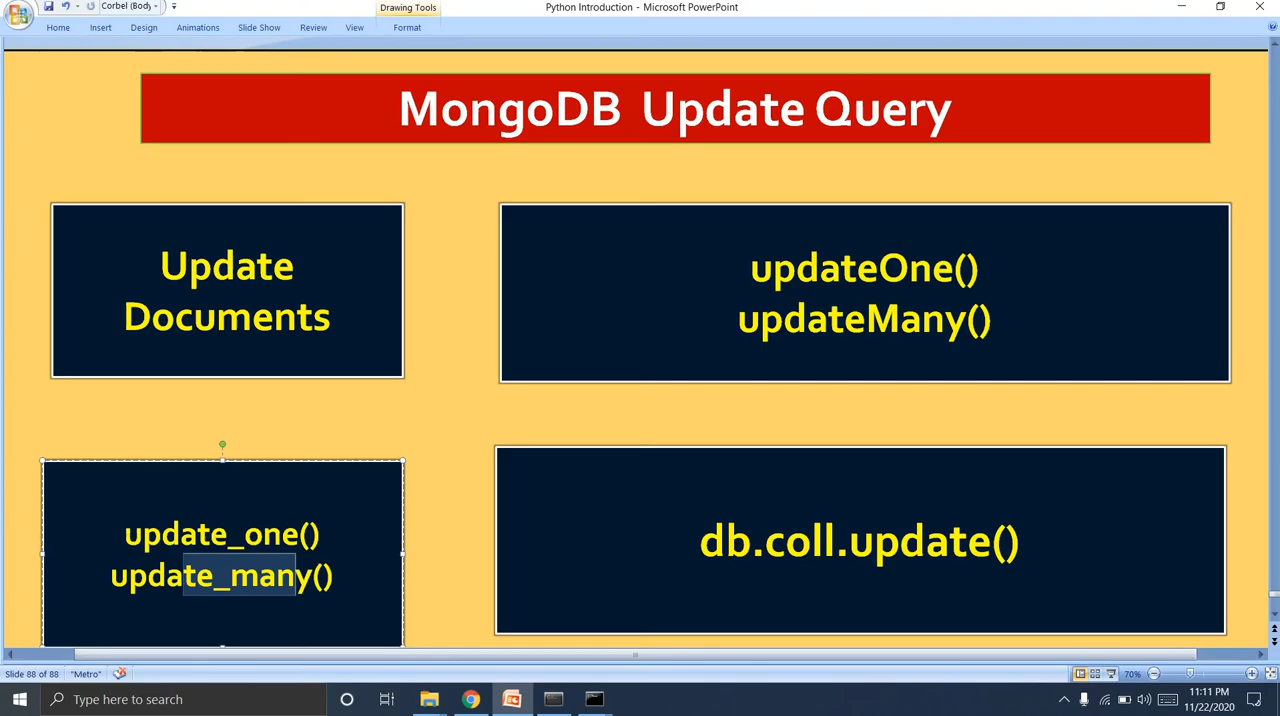 Corbel (Body
Drawing Tools
Python Introduction - Microsoft PowerPoint
Home Insert Design Animations Slide Show Review View Format
MongoDB Update Query
Update
Documents
updateOne()
updateMany()
update_one()
update_many()
db.coll.update()
Slide 88 of 88 "Metro" 70%
Type here to search
11:11 PM
11/22/2020